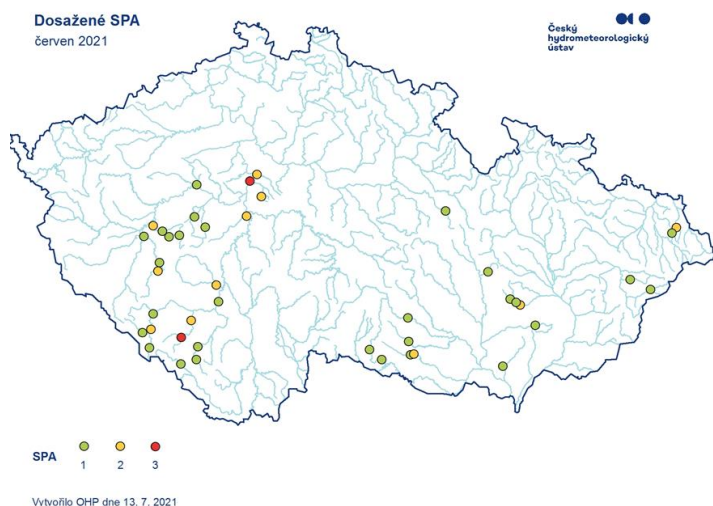 Dosažené SPA
červen 2021
Český
hydrometeorologický
ústav
SPA
1
2
3
Vytvořilo OHP dne 13. 7. 2021